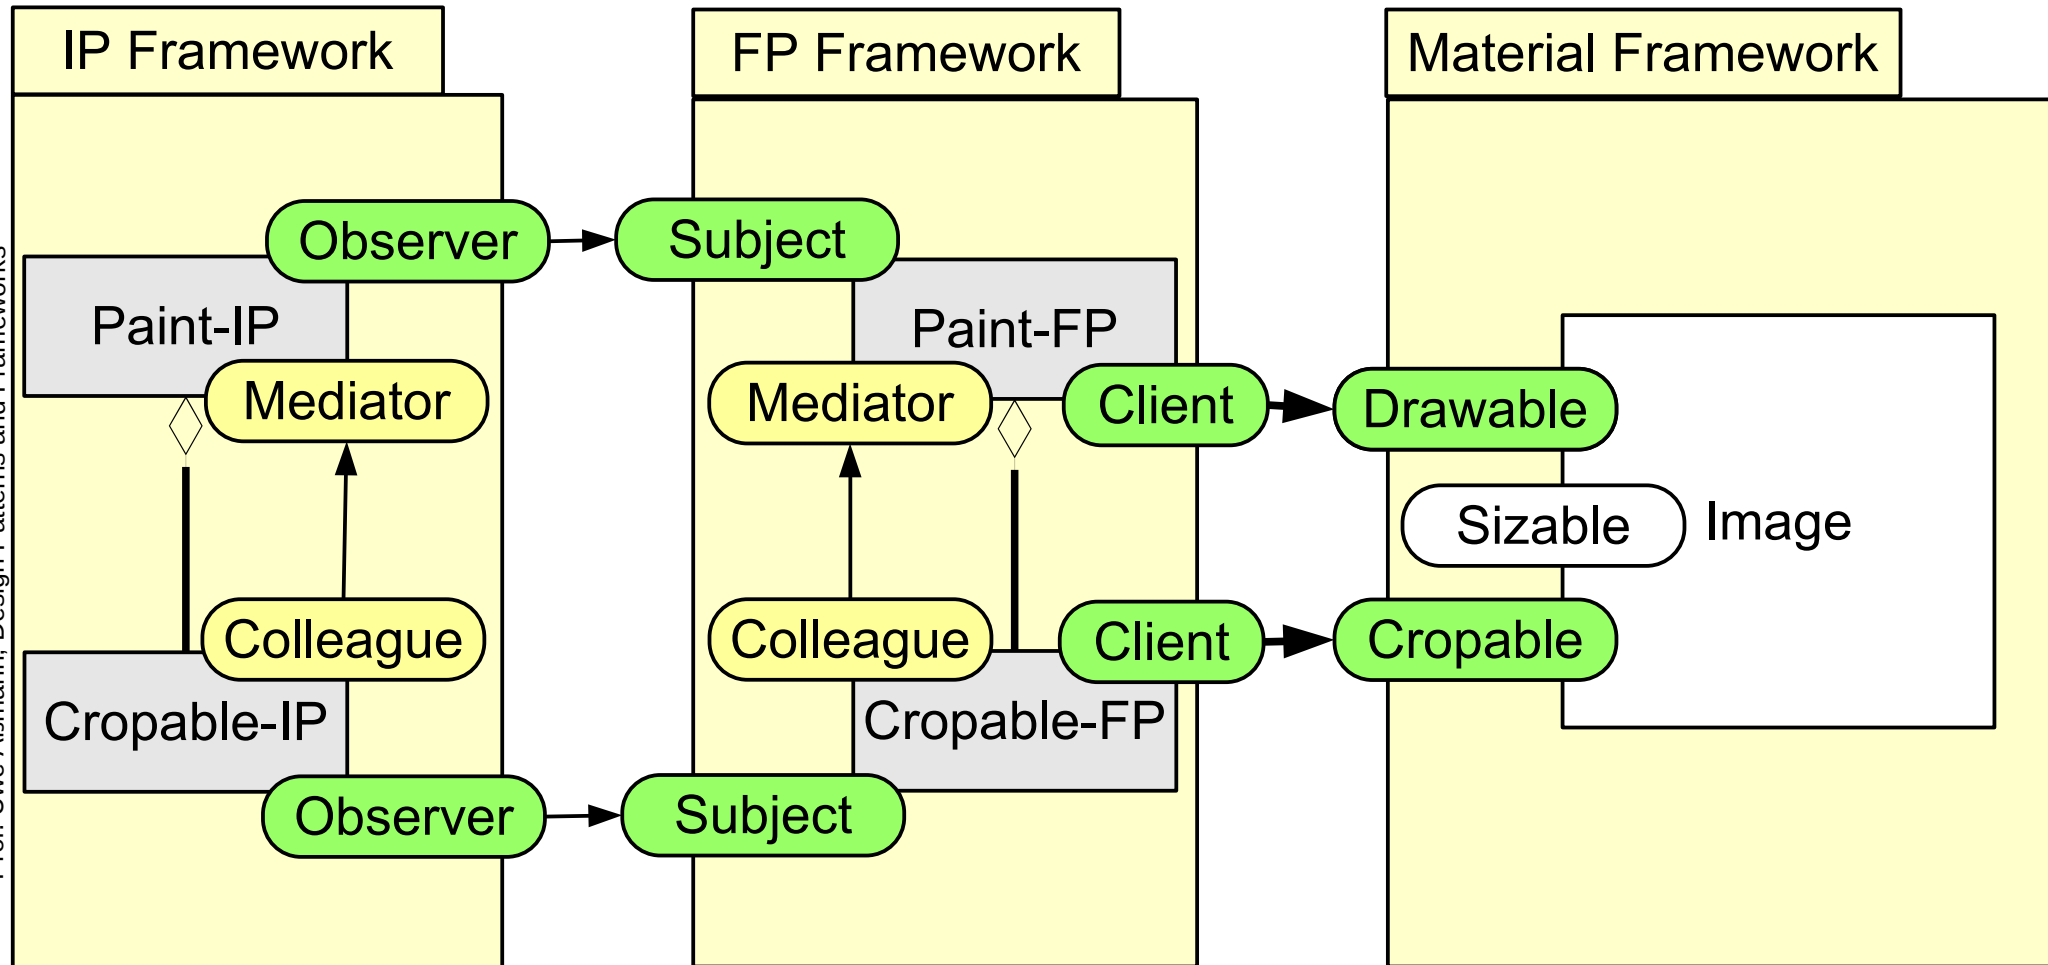 IP Framework
FP Framework
Material Framework
Observer
Subject
Paint-IP
Paint-FP
Mediator
Mediator
Client
Drawable
Sizable
Image
Colleague
Colleague
Client
Cropable
Cropable-IP
Cropable-FP
Observer
Subject